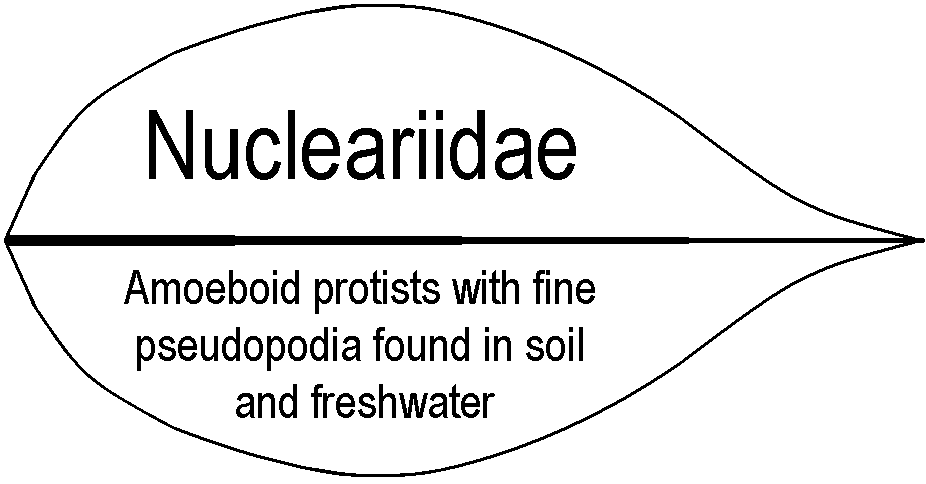 Nucleariidae
Amoeboid protists with fine
pseudopodia found in soil
and freshwater